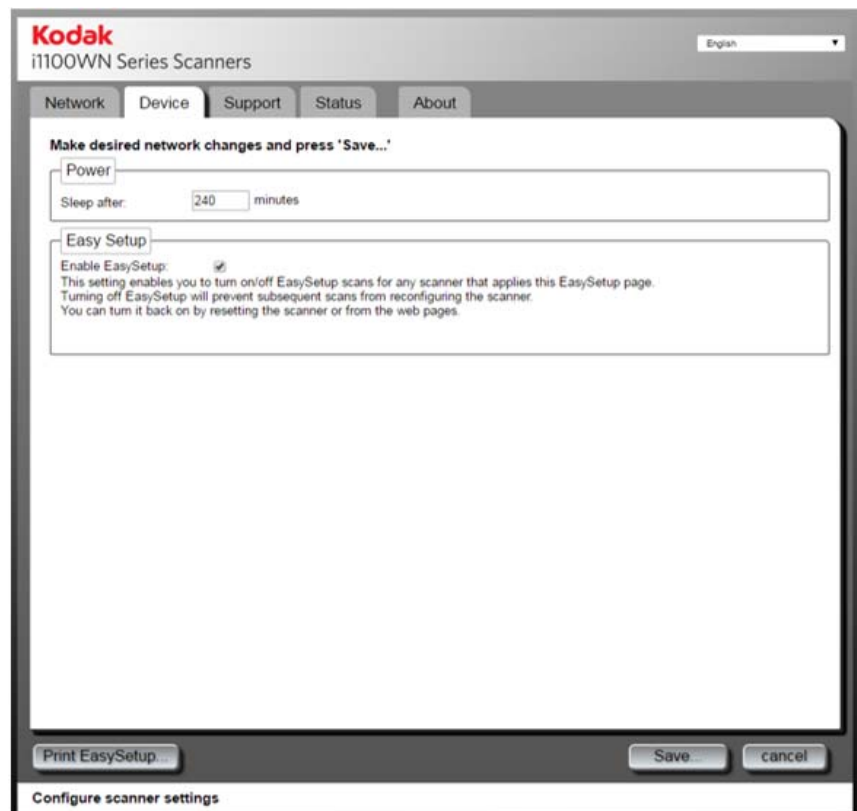 Kodak
i1100WN Series Scanners
English
Network Device Support Status About
Make desired network changes and press 'Save...'
Power
Sleep after: 240 minutes
Easy Setup
Enable EasySetup:
This setting enables you to turn on/off EasySetup scans for any scanner that applies this EasySetup page.
Turning off EasySetup will prevent subsequent scans from reconfiguring the scanner.
You can turn it back on by resetting the scanner or from the web pages.
Print EasySetup... Save... cancel
Configure scanner settings